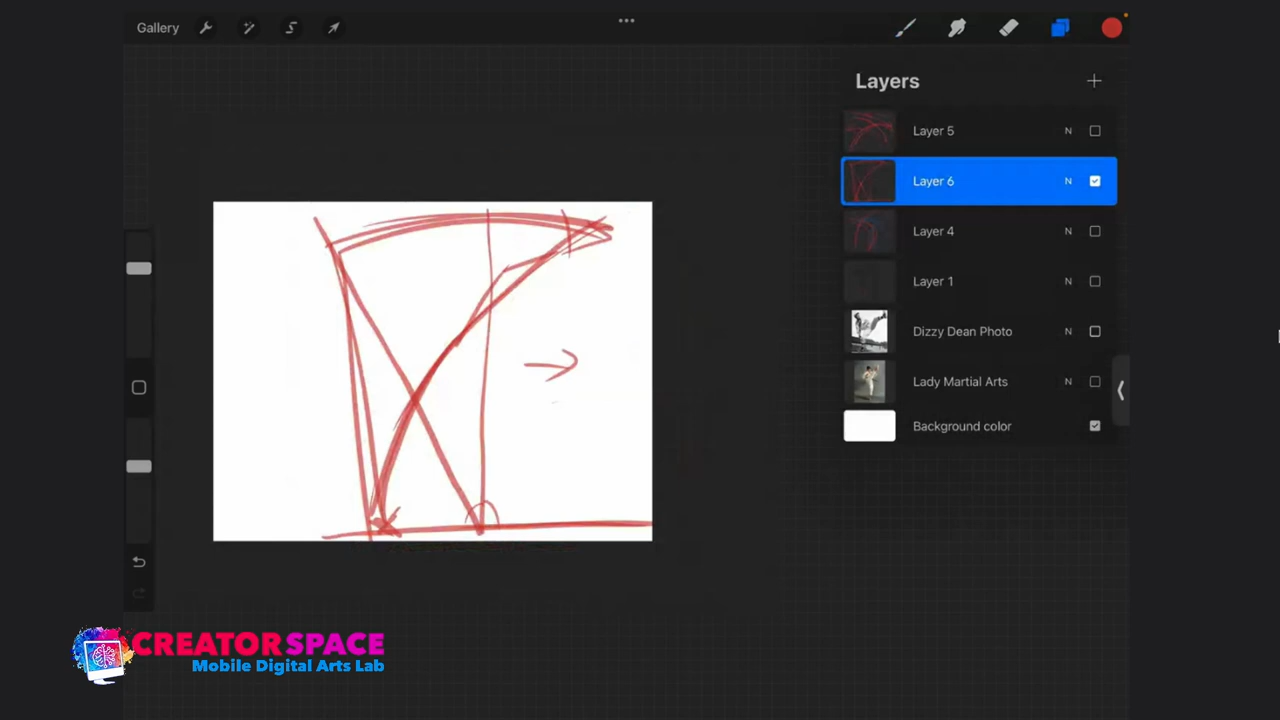 Gallery
Layers
Layer 5 N
Layer 6 N
Layer 4 N
Layer 1 N
Dizzy Dean Photo N
Lady Martial Arts N
Background color
CREATORSPACE
Mobile Digital Arts Lab